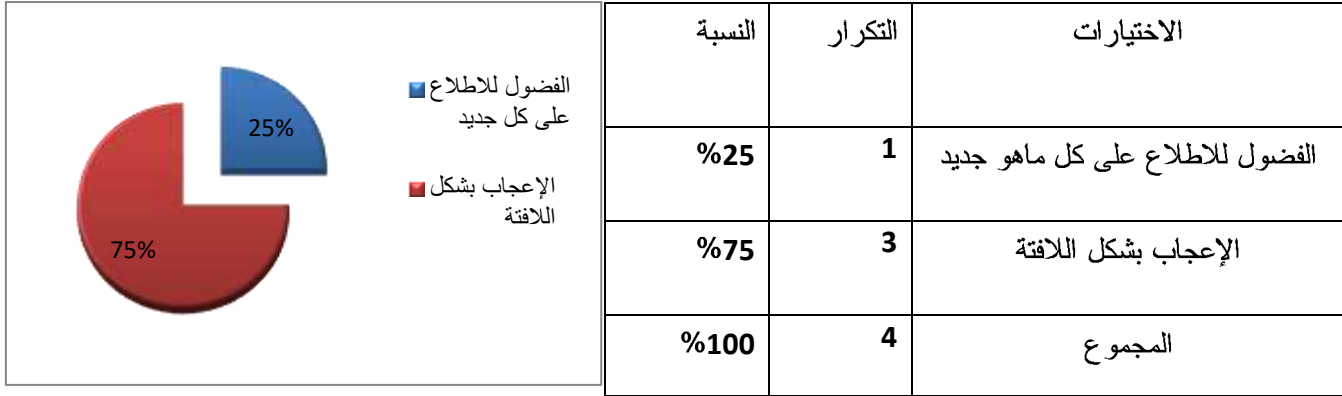 الاختيارات التكرار النسبة
الفضول للاطلاع على كل ماهو جديد 1 %25
الإعجاب بشكل اللافتة 3 %75
المجموع 4 %100
25%
75%
الفضول للاطلاع
على كل جديد
الإعجاب بشكل
اللافتة